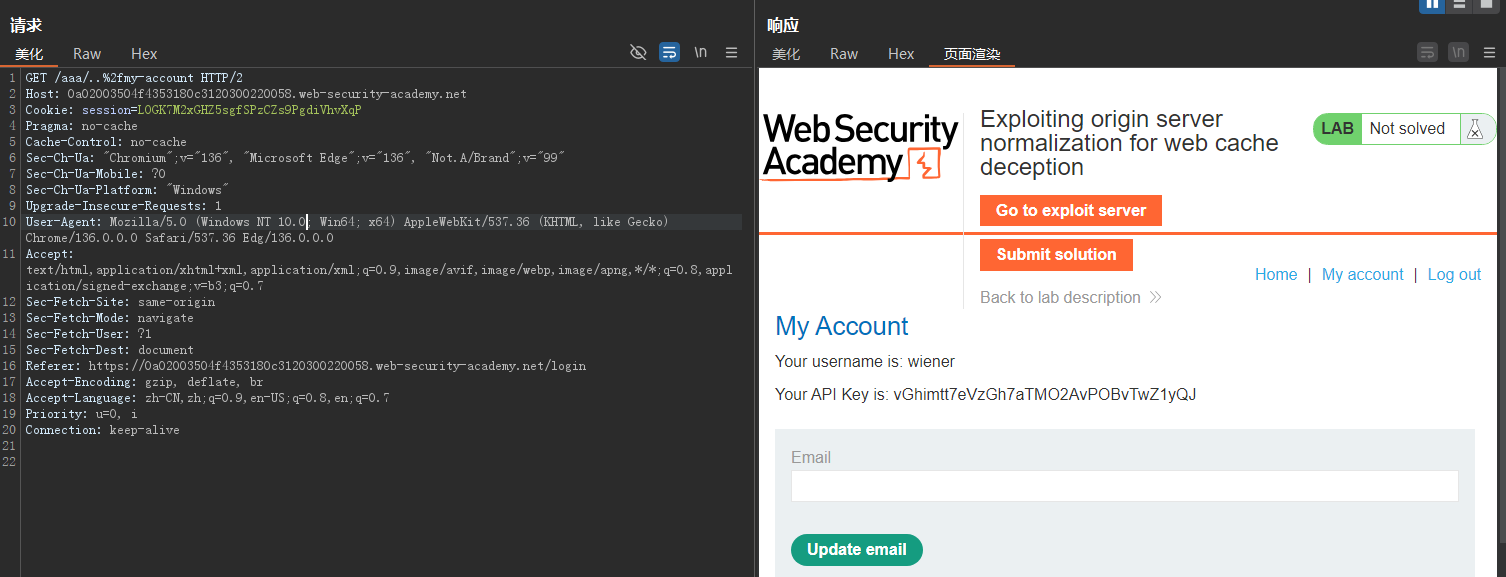 请求
美化 Raw Hex \n
1 GET /aaa/..%2fmy-account HTTP/2
2 Host: 0a02003504f4353180c3120300220058.web-security-academy.net
3 Cookie: session=LOGK7M2xGHZ5sgfSPzCZs9PgdiVhvXqP
4 Pragma: no-cache
5 Cache-Control: no-cache
6 Sec-Ch-Ua: "Chromium";v="136", "Microsoft Edge";v="136", "Not.A/Brand";v="99"
7 Sec-Ch-Ua-Mobile: ?0
8 Sec-Ch-Ua-Platform: "Windows"
9 Upgrade-Insecure-Requests: 1
10 User-Agent: Mozilla/5.0 (Windows NT 10.0; Win64; x64) AppleWebKit/537.36 (KHTML, like Gecko)
Chrome/136.0.0.0 Safari/537.36 Edg/136.0.0.0
11 Accept:
text/html,application/xhtml+xml,application/xml;q=0.9,image/avif,image/webp,image/apng,*/*;q=0.8,appl
ication/signed-exchange;v=b3;q=0.7
12 Sec-Fetch-Site: same-origin
13 Sec-Fetch-Mode: navigate
14 Sec-Fetch-User: ?1
15 Sec-Fetch-Dest: document
16 Referer: https://0a02003504f4353180c3120300220058.web-security-academy.net/login
17 Accept-Encoding: gzip, deflate, br
18 Accept-Language: zh-CN,zh;q=0.9,en-US;q=0.8,en;q=0.7
19 Priority: u=0, i
20 Connection: keep-alive
21
22
响应
美化 Raw Hex 页面渲染 \n
Web Security
Academy
Exploiting origin server
normalization for web cache
deception
LAB Not solved
Go to exploit server
Submit solution
Back to lab description
Home | My account | Log out
My Account
Your username is: wiener
Your API Key is: vGhimtt7eVzGh7aTMO2AvPOBvTwZ1yQJ
Email
Update email